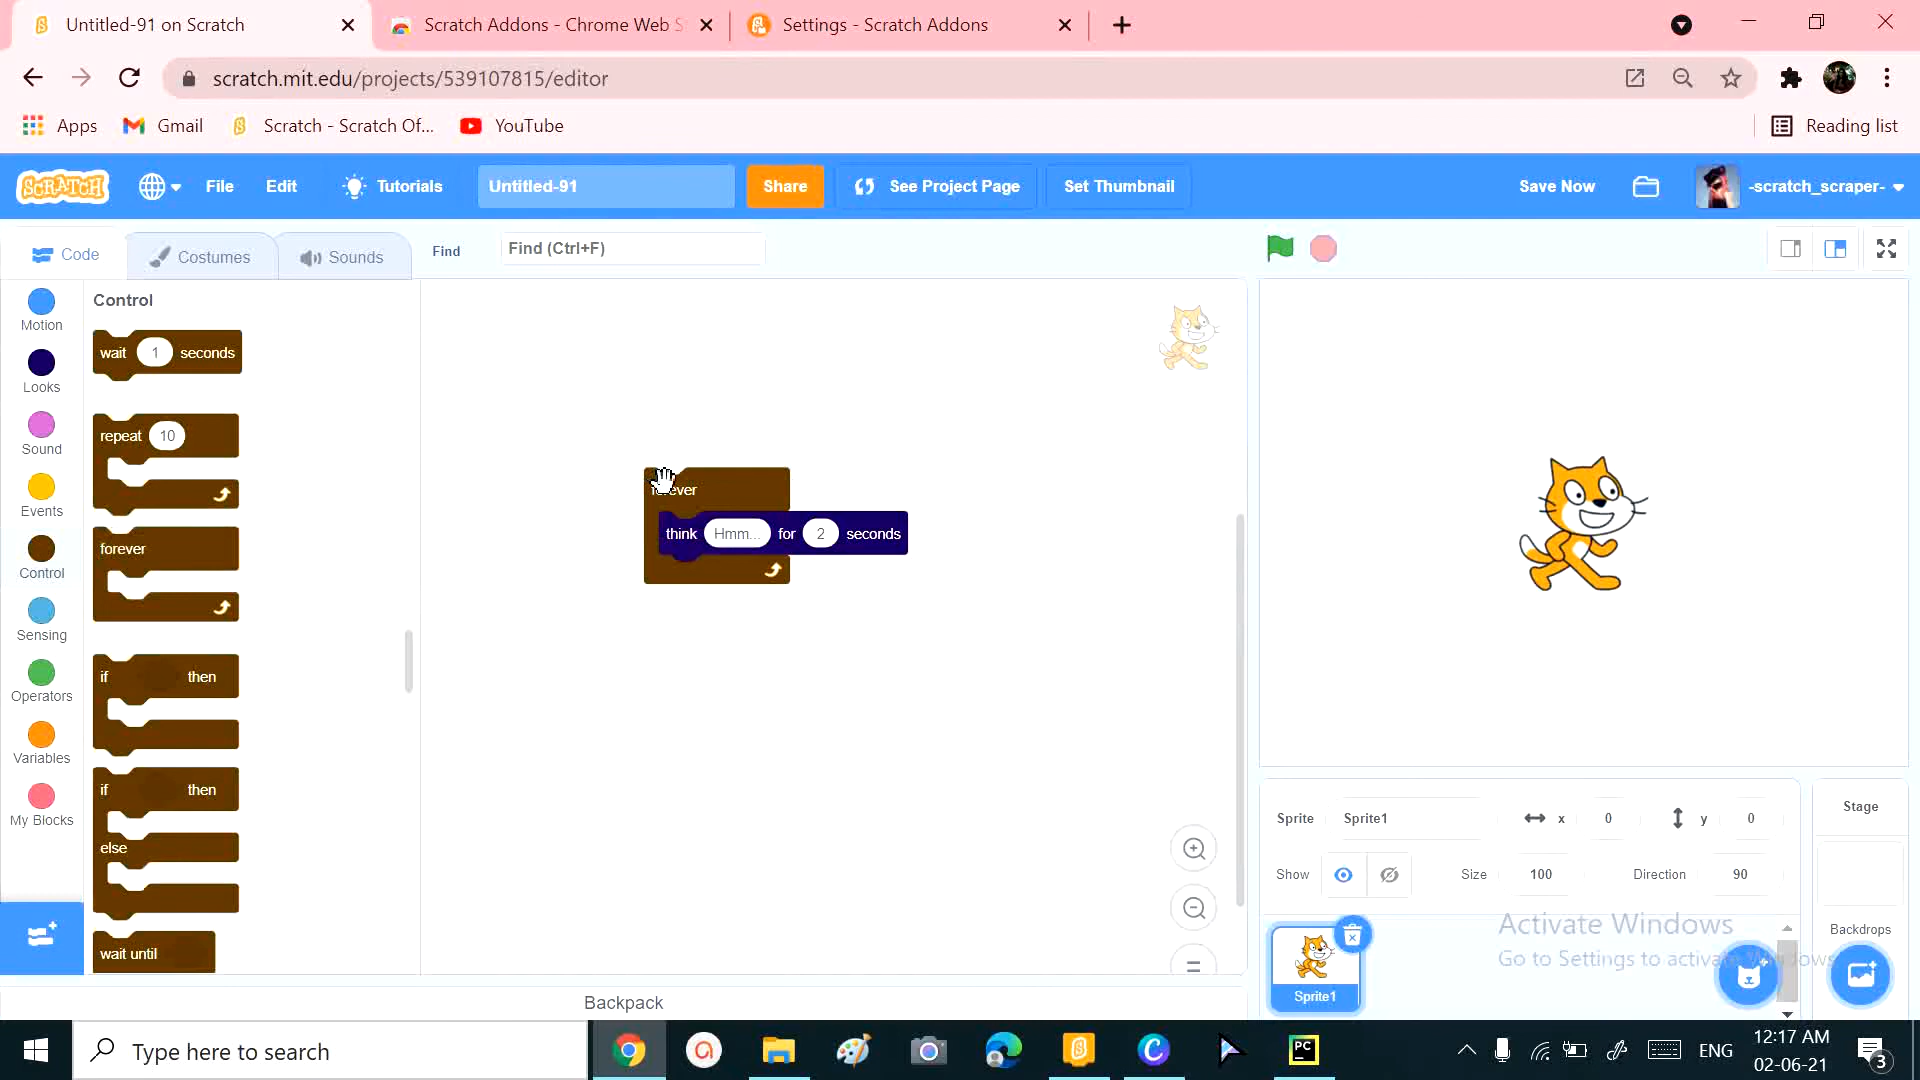 Untitled-91 on Scratch
Scratch Addons - Chrome Web S
Settings - Scratch Addons
scratch.mit.edu/projects/539107815/editor
Apps
Gmail
Scratch - Scratch Of...
YouTube
Reading list
SCRATCH
File
Edit
Tutorials
Untitled-91
Share
See Project Page
Set Thumbnail
Save Now
-scratch_scraper-
Code
Costumes
Sounds
Find
Find (Ctrl+F)
Motion
Looks
Sound
Events
Control
Sensing
Operators
Variables
My Blocks
Control
wait 1 seconds
repeat 10
forever
if then
if then
else
wait until
forever
think Hmm... for 2 seconds
Backpack
Sprite
Sprite1
x 0
y 0
Show
Size 100
Direction 90
Sprite1
Stage
Backdrops
Activate Windows
Go to Settings to activate Windows
Type here to search
PC
ENG
12:17 AM
02-06-21
3